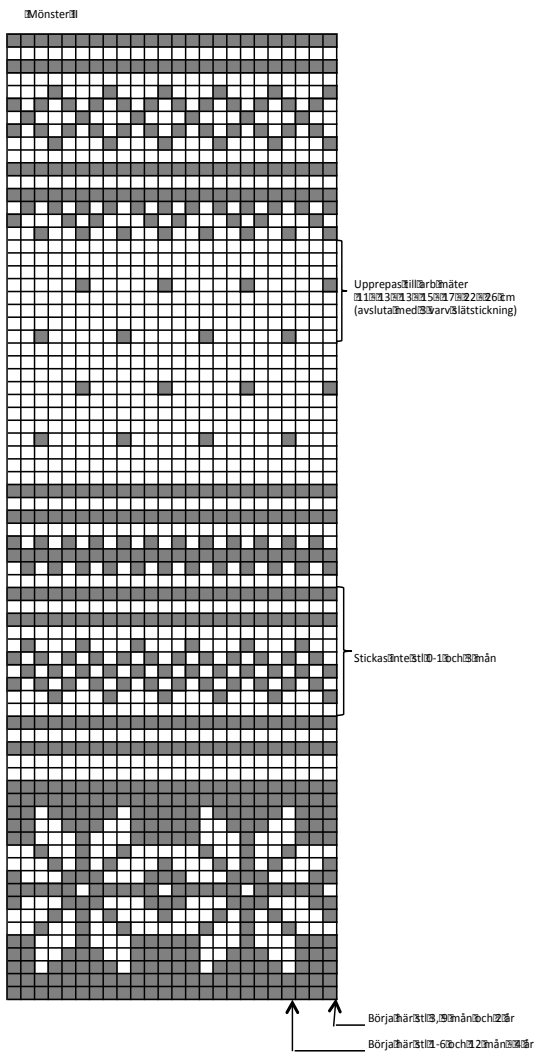 Mönster II
Upprepas till arb mäter
11 - 13 - 13 - 15 - 17 - 22 - 26 cm
(avsluta med 3 varv slätstickning)
Stickas inte stl 0-1 och 3 mån
Börja här stl 3, 9 mån och 2 år
Börja här stl 1-6 och 12 mån - 4 år